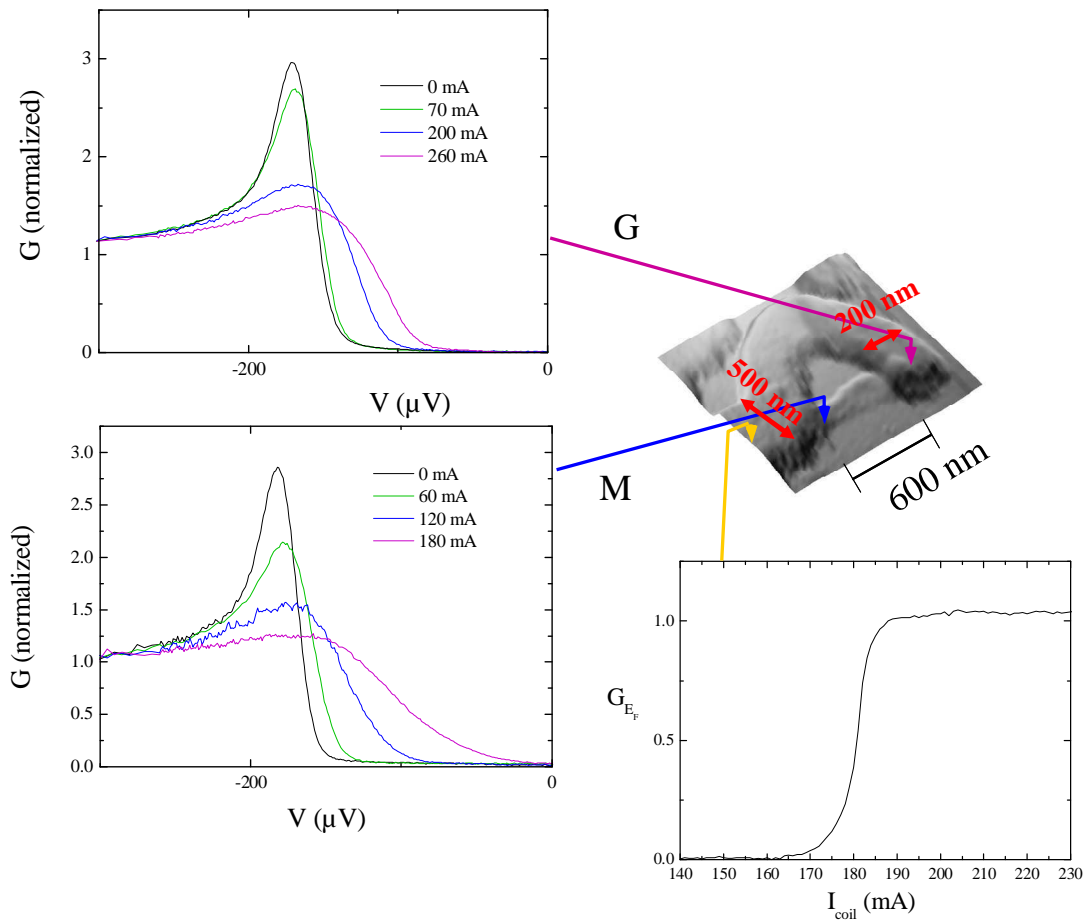 G (normalized)
3
2
1
0
-200
0
V (µV)
0 mA
70 mA
200 mA
260 mA
G
200 nm
500 nm
600 nm
M
G (normalized)
3.0
2.5
2.0
1.5
1.0
0.5
0.0
-200
0
V (µV)
0 mA
60 mA
120 mA
180 mA
G_{E_F}
1.0
0.5
0.0
140 150 160 170 180 190 200 210 220 230
I_{coil} (mA)